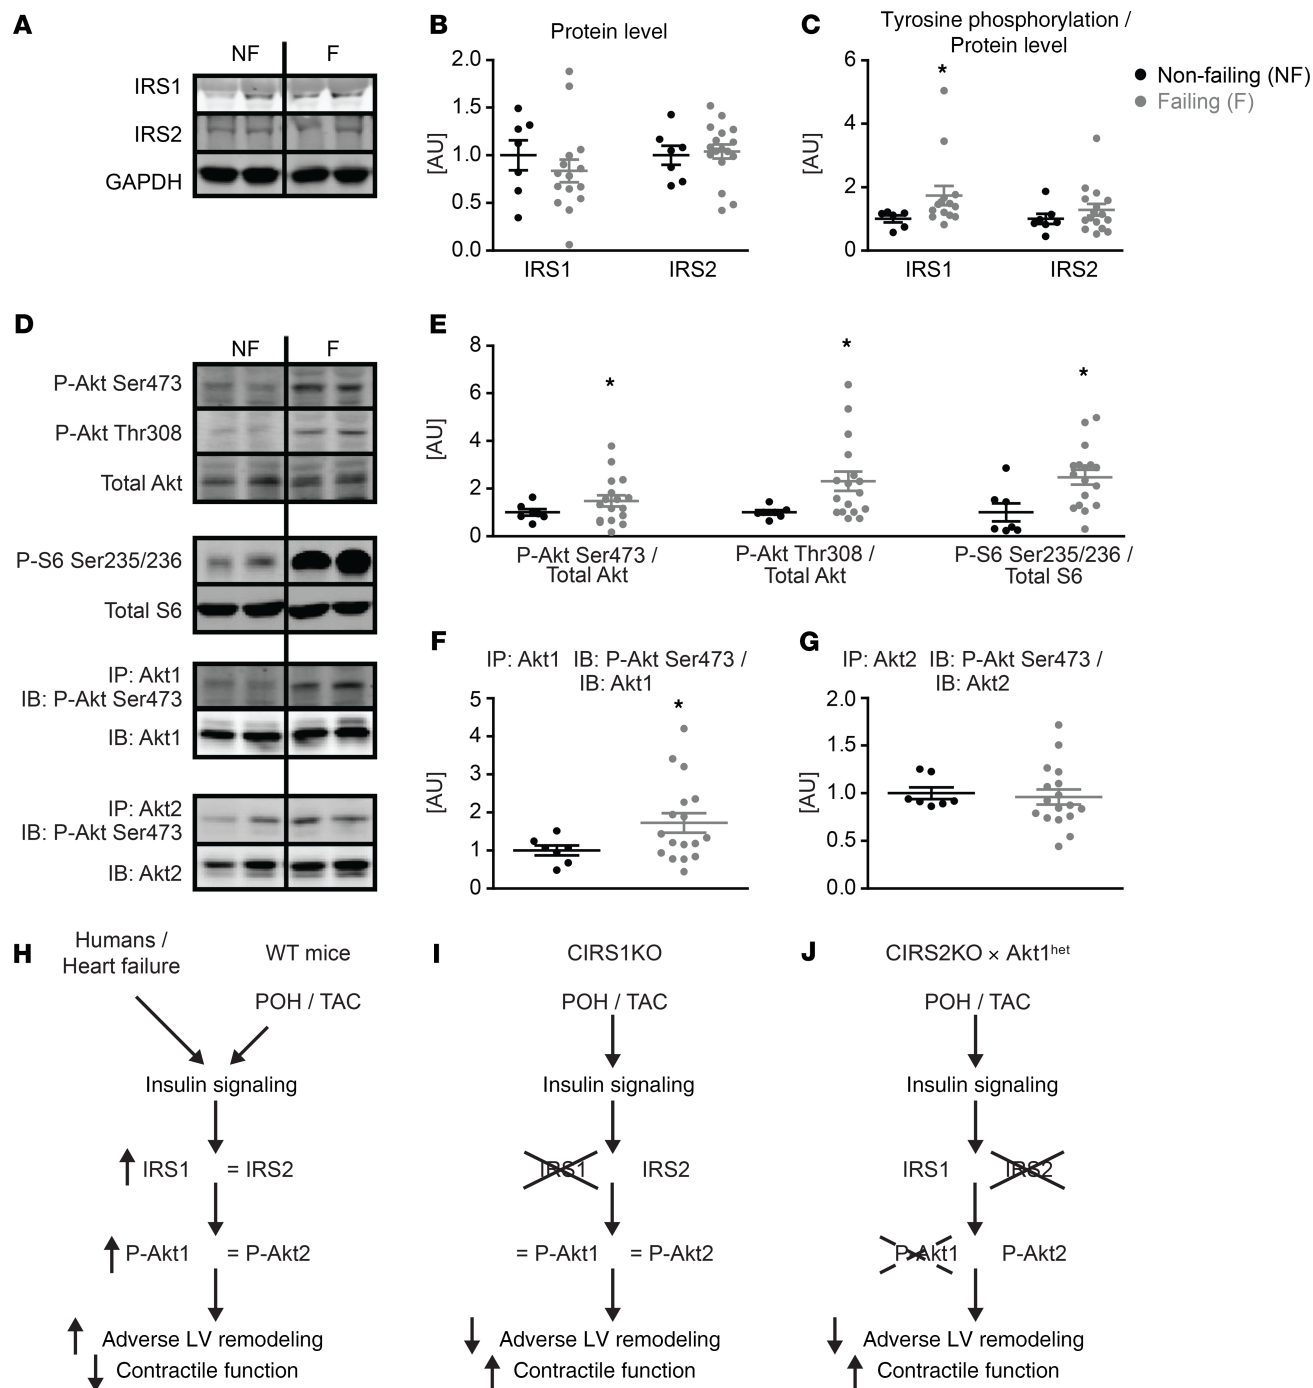 A
NF
F
IRS1
IRS2
GAPDH
B
Protein level
[AU]
2.0
1.5
1.0
0.5
0.0
IRS1
IRS2
C
Tyrosine phosphorylation /
Protein level
[AU]
6
4
2
0
*
IRS1
IRS2
Non-failing (NF)
Failing (F)
D
NF
F
P-Akt Ser473
P-Akt Thr308
Total Akt
P-S6 Ser235/236
Total S6
IP: Akt1
IB: P-Akt Ser473
IB: Akt1
IP: Akt2
IB: P-Akt Ser473
IB: Akt2
E
[AU]
8
6
4
2
0
*
*
*
P-Akt Ser473 /
Total Akt
P-Akt Thr308 /
Total Akt
P-S6 Ser235/236 /
Total S6
F
IP: Akt1 IB: P-Akt Ser473 /
IB: Akt1
[AU]
5
4
3
2
1
0
*
G
IP: Akt2 IB: P-Akt Ser473 /
IB: Akt2
[AU]
2.0
1.5
1.0
0.5
0.0
H
Humans /
Heart failure
WT mice
POH / TAC
Insulin signaling
IRS1
= IRS2
P-Akt1
= P-Akt2
Adverse LV remodeling
Contractile function
I
CIRS1KO
POH / TAC
Insulin signaling
IRS1
IRS2
= P-Akt1
= P-Akt2
Adverse LV remodeling
Contractile function
J
CIRS2KO × Akt1het
POH / TAC
Insulin signaling
IRS1
IRS2
P-Akt1
P-Akt2
Adverse LV remodeling
Contractile function